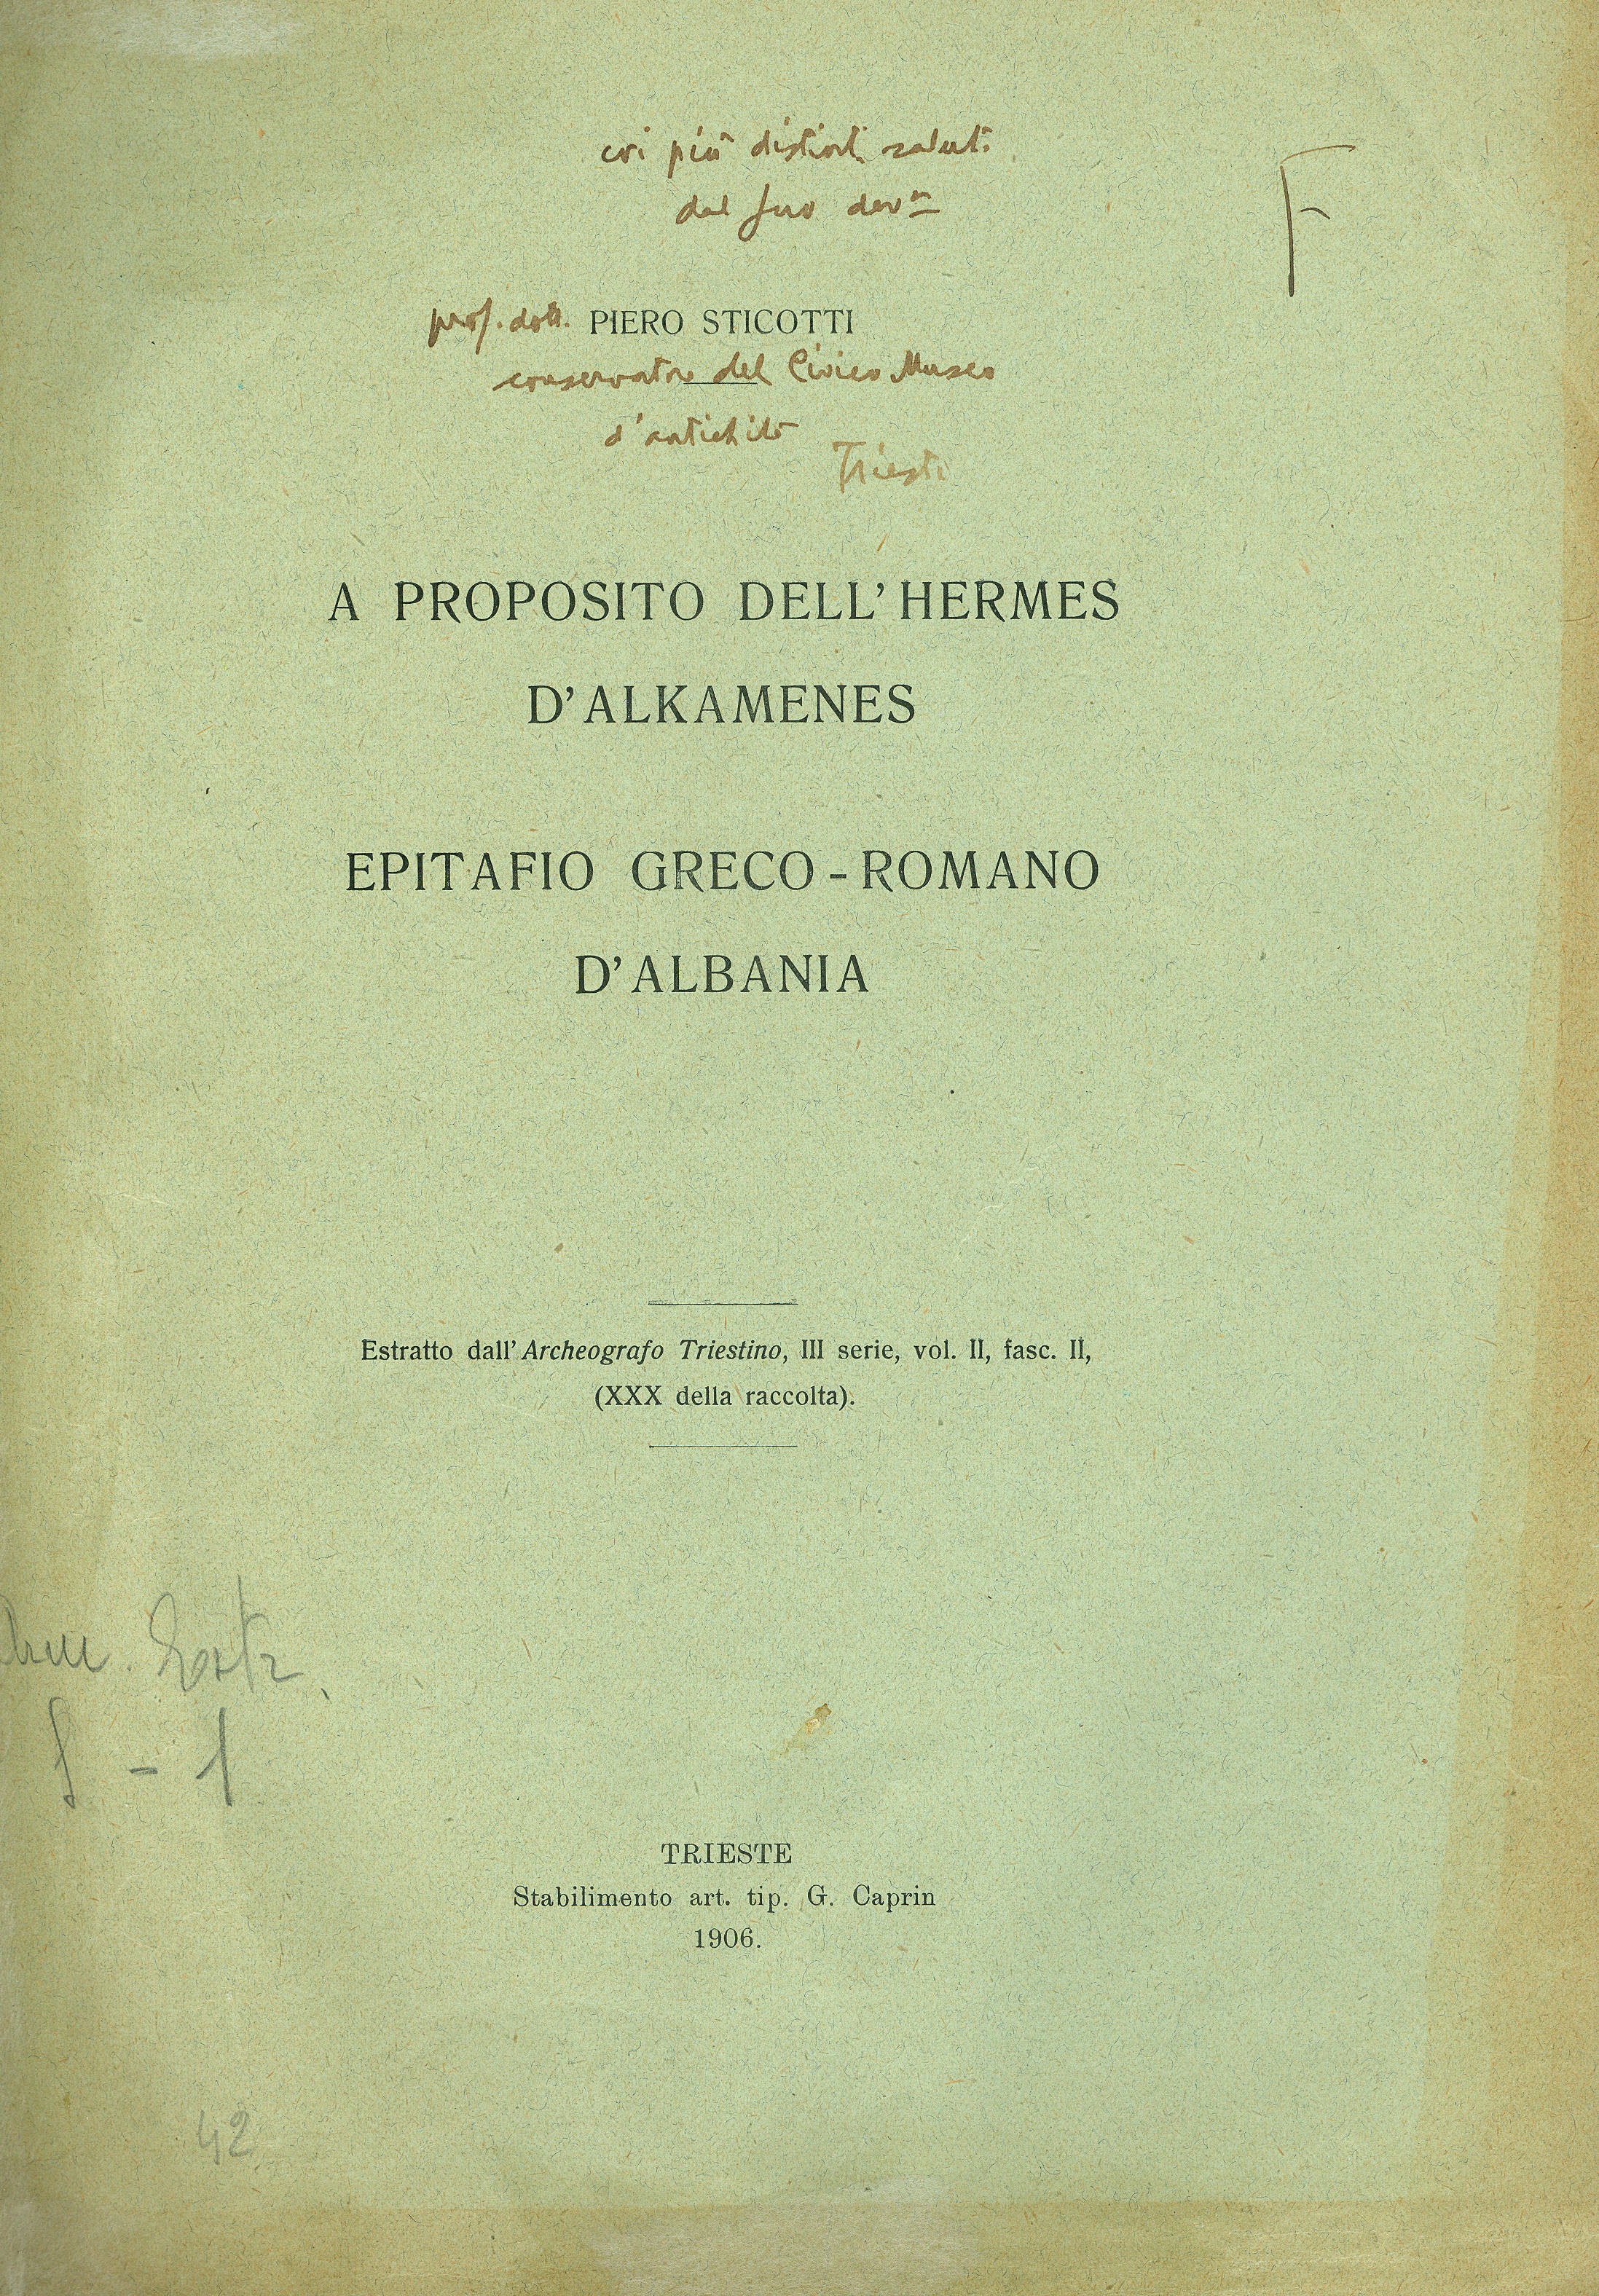 coi più distinti saluti
dal suo dev.mo
F
prof. dott. PIERO STICOTTI
conservatore del Civico Museo
d'antichità
Trieste
A PROPOSITO DELL'HERMES
D'ALKAMENES
EPITAFIO GRECO-ROMANO
D'ALBANIA
Estratto dall'Archeografo Triestino, III serie, vol. II, fasc. II,
(XXX della raccolta).
- 1
TRIESTE
Stabilimento art. tip. G. Caprin
1906.
42